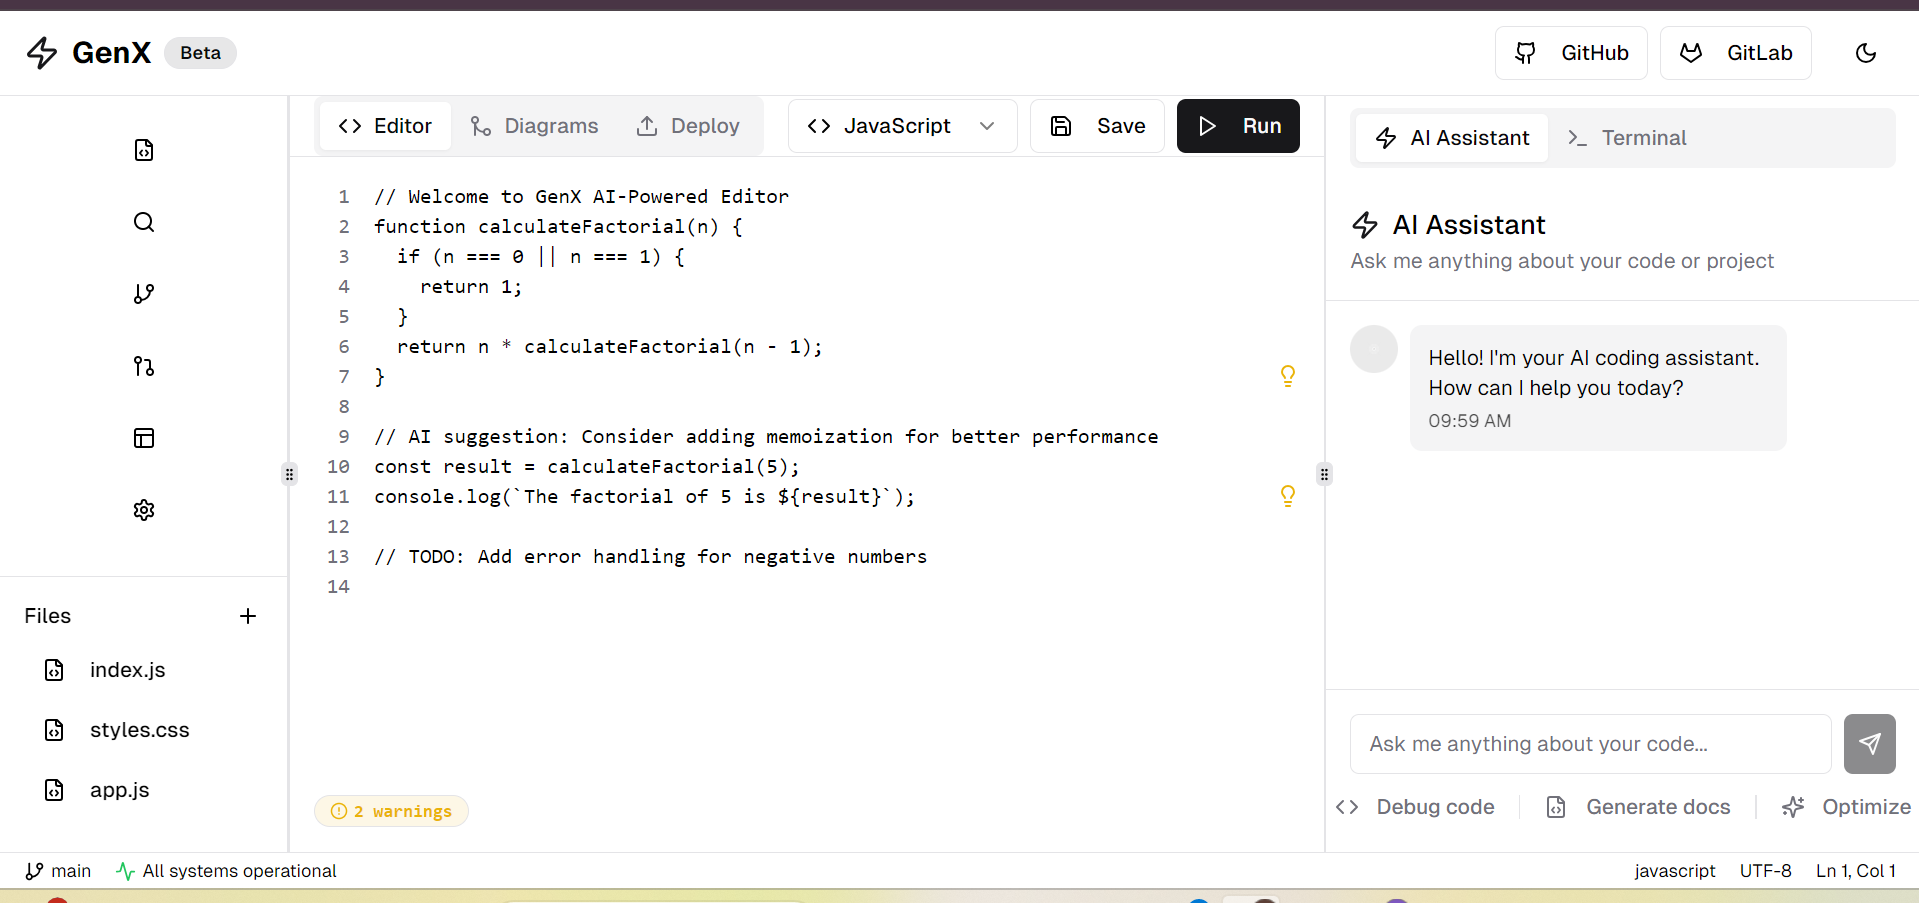 GenX Beta
GitHub GitLab
Editor Diagrams Deploy JavaScript Save Run
1 // Welcome to GenX AI-Powered Editor
2 function calculateFactorial(n) {
3   if (n === 0 || n === 1) {
4     return 1;
5   }
6   return n * calculateFactorial(n - 1);
7 }
8
9 // AI suggestion: Consider adding memoization for better performance
10 const result = calculateFactorial(5);
11 console.log(`The factorial of 5 is ${result}`);
12
13 // TODO: Add error handling for negative numbers
14
2 warnings
Files
index.js
styles.css
app.js
AI Assistant Terminal
AI Assistant
Ask me anything about your code or project
Hello! I'm your AI coding assistant.
How can I help you today?
09:59 AM
Ask me anything about your code...
Debug code Generate docs Optimize
main All systems operational
javascript UTF-8 Ln 1, Col 1